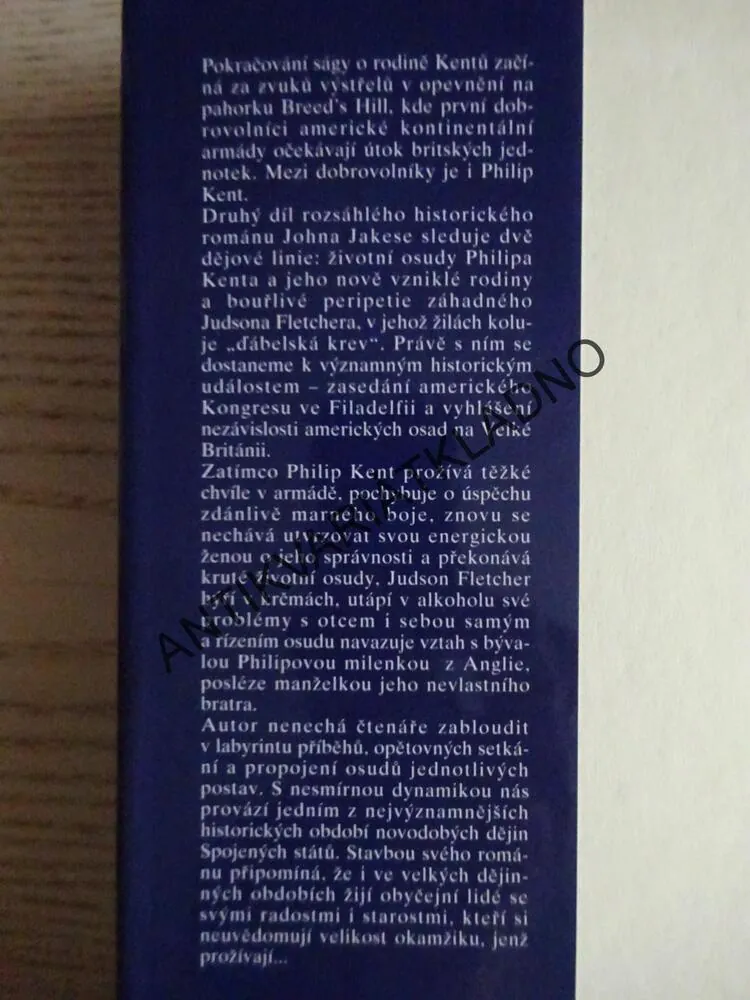 Pokračování ságy o rodině Kentů začí-
ná za zvuků výstřelů v opevnění na
pahorku Breed's Hill, kde první dob-
rovolníci americké kontinentální
armády očekávají útok britských jed-
notek. Mezi dobrovolníky je i Philip
Kent.
Druhý díl rozsáhlého historického
románu Johna Jakese sleduje dvě
dějové linie: životní osudy Philipa
Kenta a jeho nově vzniklé rodiny
a bouřlivé peripetie záhadného
Judsona Fletchera, v jehož žilách kolu-
je „ďábelská krev“. Právě s ním se
dostaneme k významným historickým
událostem – zasedání amerického
Kongresu ve Filadelfii a vyhlášení
nezávislosti amerických osad na Velké
Británii.
Zatímco Philip Kent prožívá těžké
chvíle v armádě, pochybuje o úspěchu
zdánlivě marného boje, znovu se
nechává utvrzovat svou energickou
ženou o jeho správnosti a překonává
kruté životní osudy, Judson Fletcher
hýří v krčmách, utápí v alkoholu své
problémy s otcem i sebou samým
a řízením osudu navazuje vztah s býva-
lou Philipovou milenkou z Anglie,
posléze manželkou jeho nevlastního
bratra.
Autor nenechá čtenáře zabloudit
v labyrintu příběhů, opětovných setká-
ní a propojení osudů jednotlivých
postav. S nesmírnou dynamikou nás
provází jedním z nejvýznamnějších
historických období novodobých dějin
Spojených států. Stavbou svého romá-
nu připomíná, že i ve velkých dějin-
ných obdobích žijí obyčejní lidé se
svými radostmi i starostmi, kteří si
neuvědomují velikost okamžiku, jenž
prožívají...
ANTIKVARIÁTKLADNO